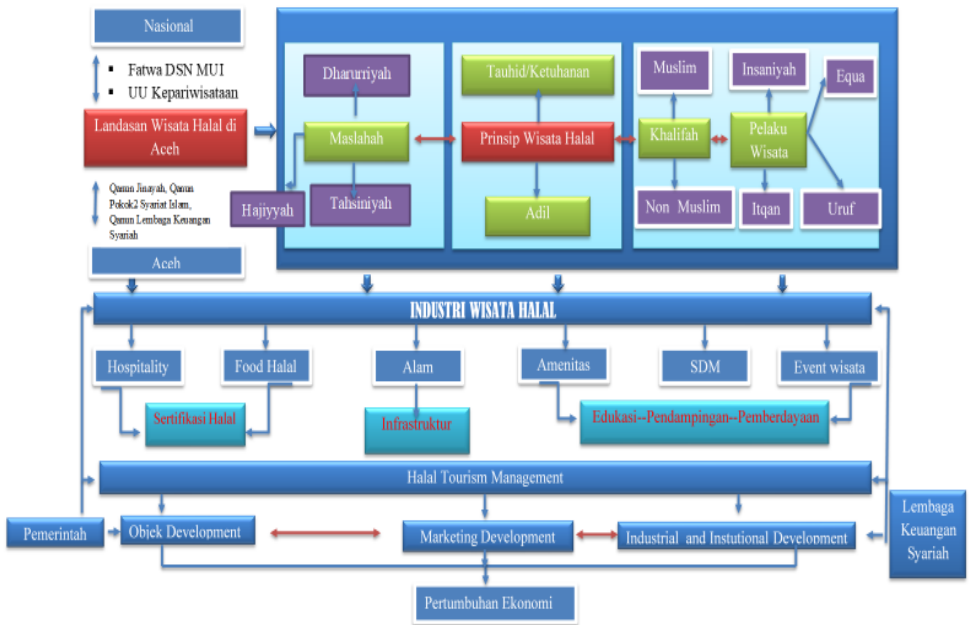 Nasional
Fatwa DSN MUI
UU Kepariwisataan
Landasan Wisata Halal di
Aceh
Qanun Jinayah, Qanun
Pokok2 Syariat Islam,
Qanun Lembaga Keuangan
Syariah
Aceh
Dharurriyah
Maslahah
Hajiyyah
Tahsiniyah
Tauhid/Ketuhanan
Prinsip Wisata Halal
Adil
Muslim
Khalifah
Non Muslim
Insaniyah
Equa
Pelaku
Wisata
Itqan
Uruf
INDUSTRI WISATA HALAL
Hospitality
Food Halal
Alam
Amenitas
SDM
Event wisata
Sertifikasi Halal
Infrastruktur
Edukasi--Pendampingan--Pemberdayaan
Halal Tourism Management
Pemerintah
Objek Development
Marketing Development
Industrial and Instutional Development
Lembaga
Keuangan
Syariah
Pertumbuhan Ekonomi